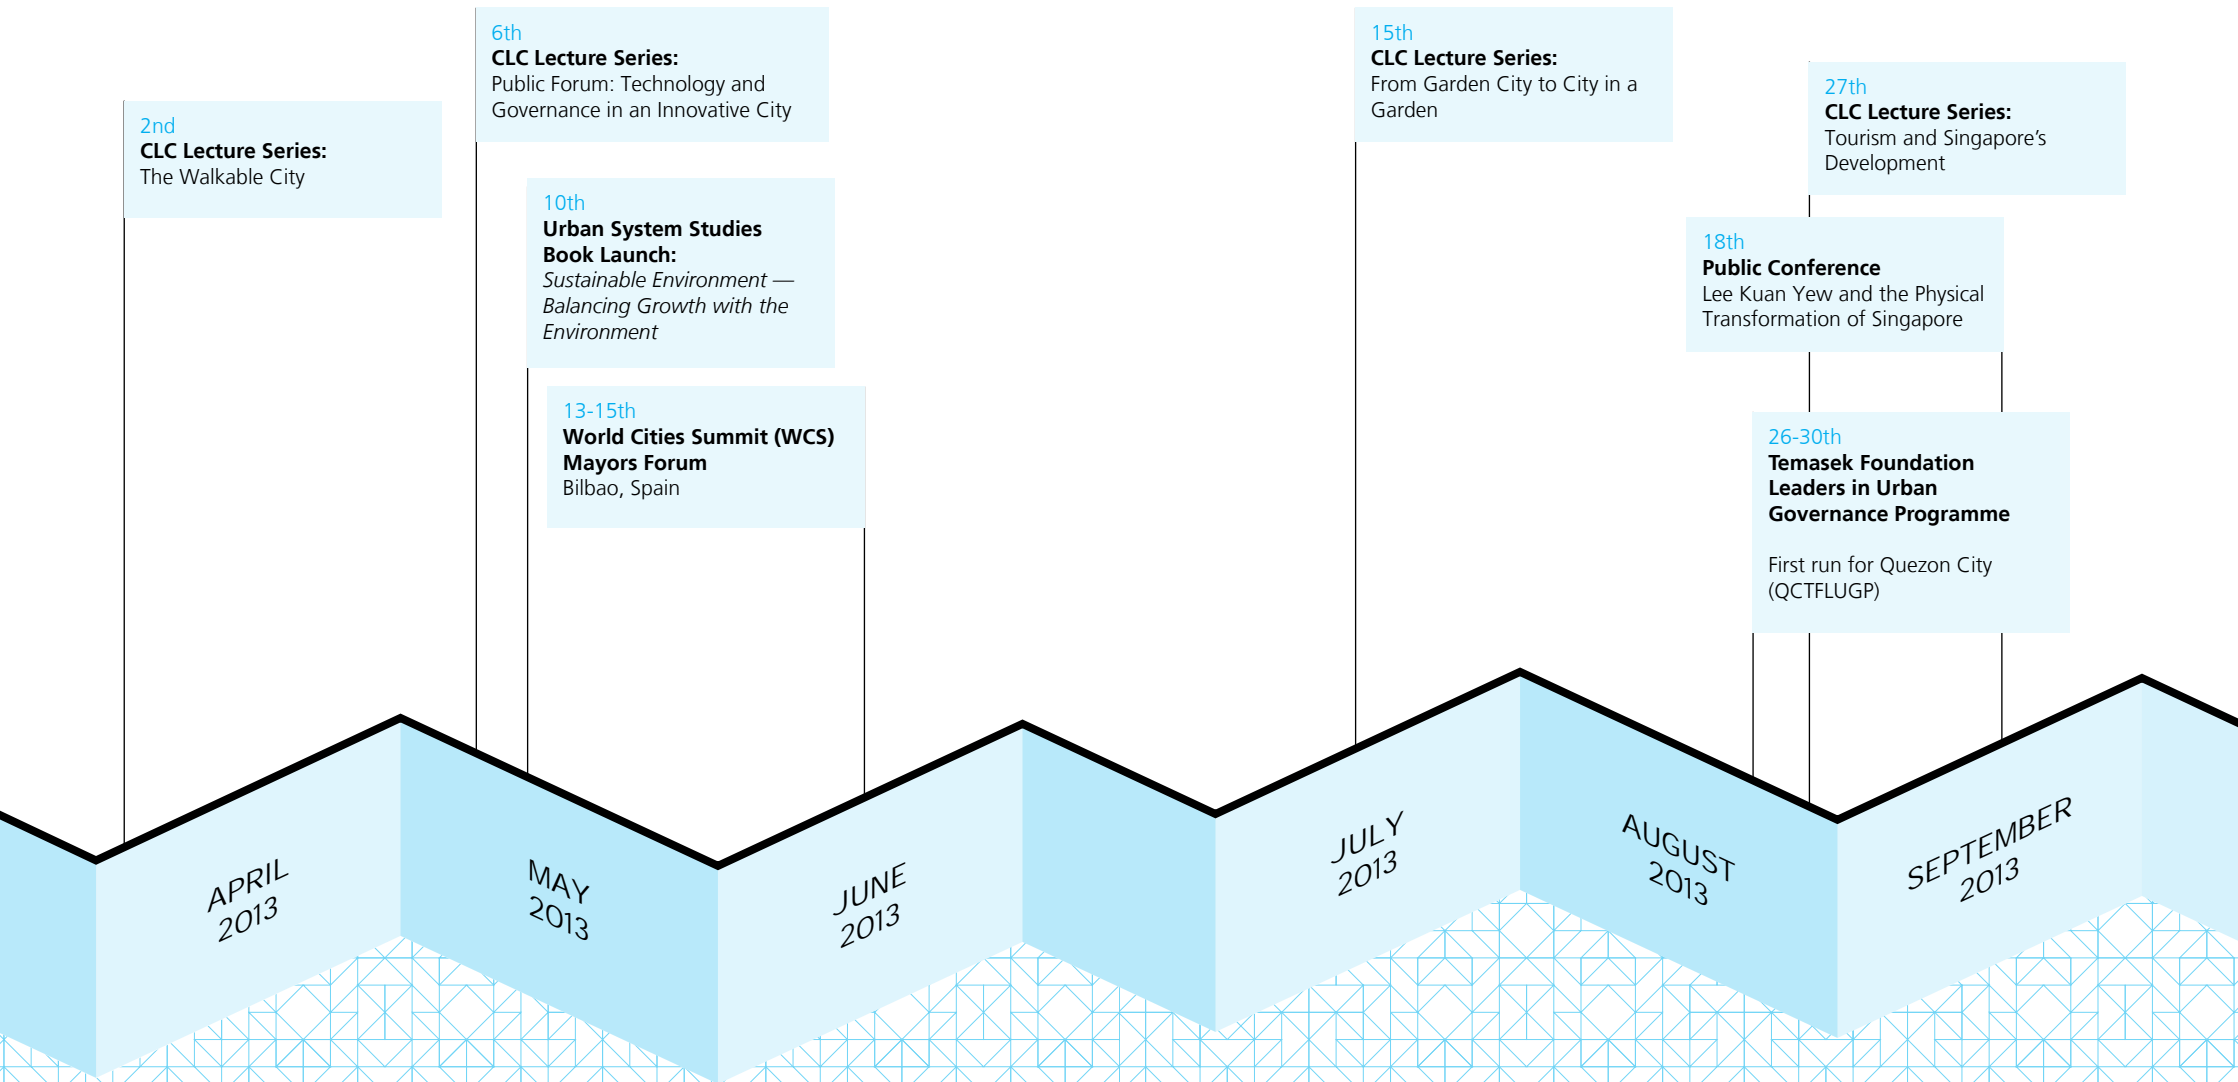 2nd
CLC Lecture Series:
The Walkable City
6th
CLC Lecture Series:
Public Forum: Technology and
Governance in an Innovative City
10th
Urban System Studies
Book Launch:
Sustainable Environment —
Balancing Growth with the
Environment
13-15th
World Cities Summit (WCS)
Mayors Forum
Bilbao, Spain
15th
CLC Lecture Series:
From Garden City to City in a
Garden
27th
CLC Lecture Series:
Tourism and Singapore’s
Development
18th
Public Conference
Lee Kuan Yew and the Physical
Transformation of Singapore
26-30th
Temasek Foundation
Leaders in Urban
Governance Programme
First run for Quezon City
(QCTFLUGP)
APRIL
2013
MAY
2013
JUNE
2013
JULY
2013
AUGUST
2013
SEPTEMBER
2013